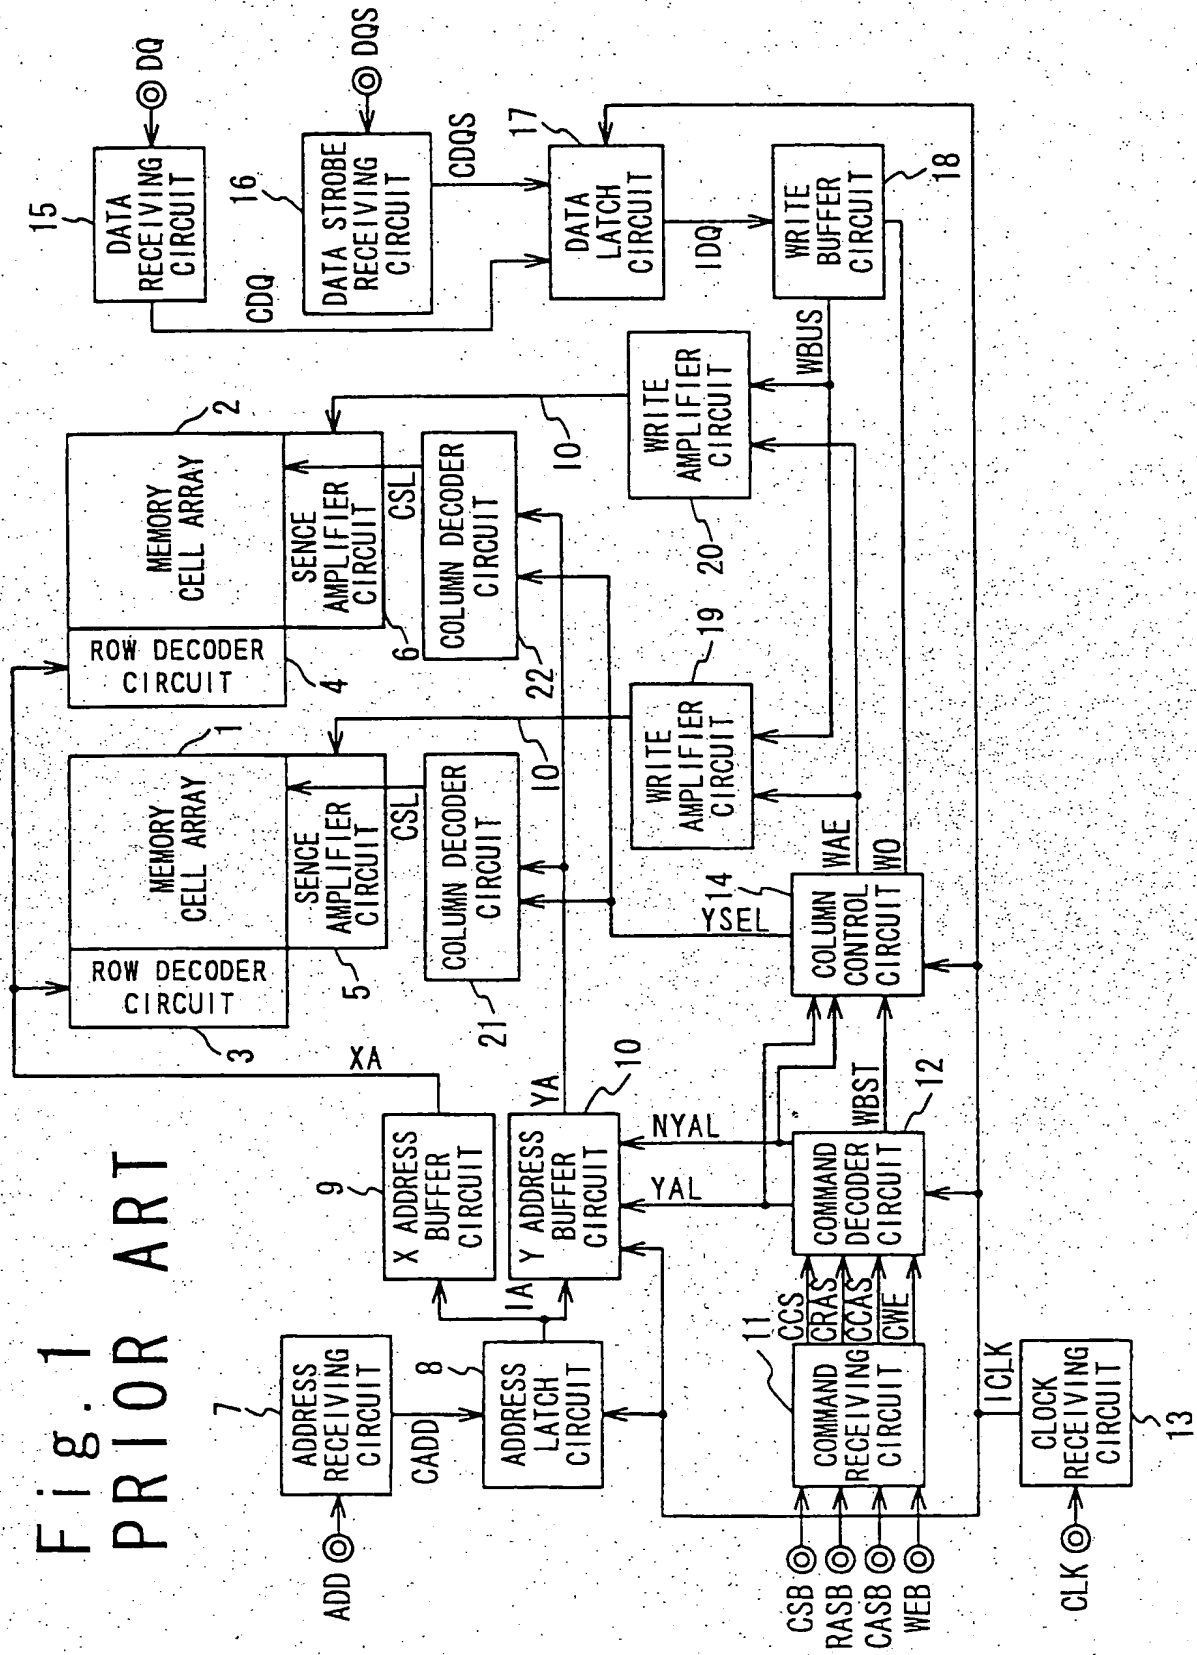 Fig. 1
PRIOR ART
ADD
7
ADDRESS
RECEIVING
CIRCUIT
CADD
8
ADDRESS
LATCH
CIRCUIT
IA
9
X ADDRESS
BUFFER
CIRCUIT
XA
Y ADDRESS
BUFFER
CIRCUIT
10
YA
YAL
NYAL
CSB
RASB
CASB
WEB
11
COMMAND
RECEIVING
CIRCUIT
CCS
CRAS
CCAS
CWE
COMMAND
DECODER
CIRCUIT
12
WBST
CLK
CLOCK
RECEIVING
CIRCUIT
13
ICLK
14
COLUMN
CONTROL
CIRCUIT
YSEL
WAE
WO
3
ROW DECODER
CIRCUIT
1
MEMORY
CELL ARRAY
5
SENCE
AMPLIFIER
CIRCUIT
CSL
21
COLUMN DECODER
CIRCUIT
IO
4
ROW DECODER
CIRCUIT
2
MEMORY
CELL ARRAY
6
SENCE
AMPLIFIER
CIRCUIT
CSL
22
COLUMN DECODER
CIRCUIT
IO
19
WRITE
AMPLIFIER
CIRCUIT
20
WRITE
AMPLIFIER
CIRCUIT
WBUS
15
DATA
RECEIVING
CIRCUIT
DQ
CDQ
16
DATA STROBE
RECEIVING
CIRCUIT
DQS
CDQS
17
DATA
LATCH
CIRCUIT
IDQ
WRITE
BUFFER
CIRCUIT
18